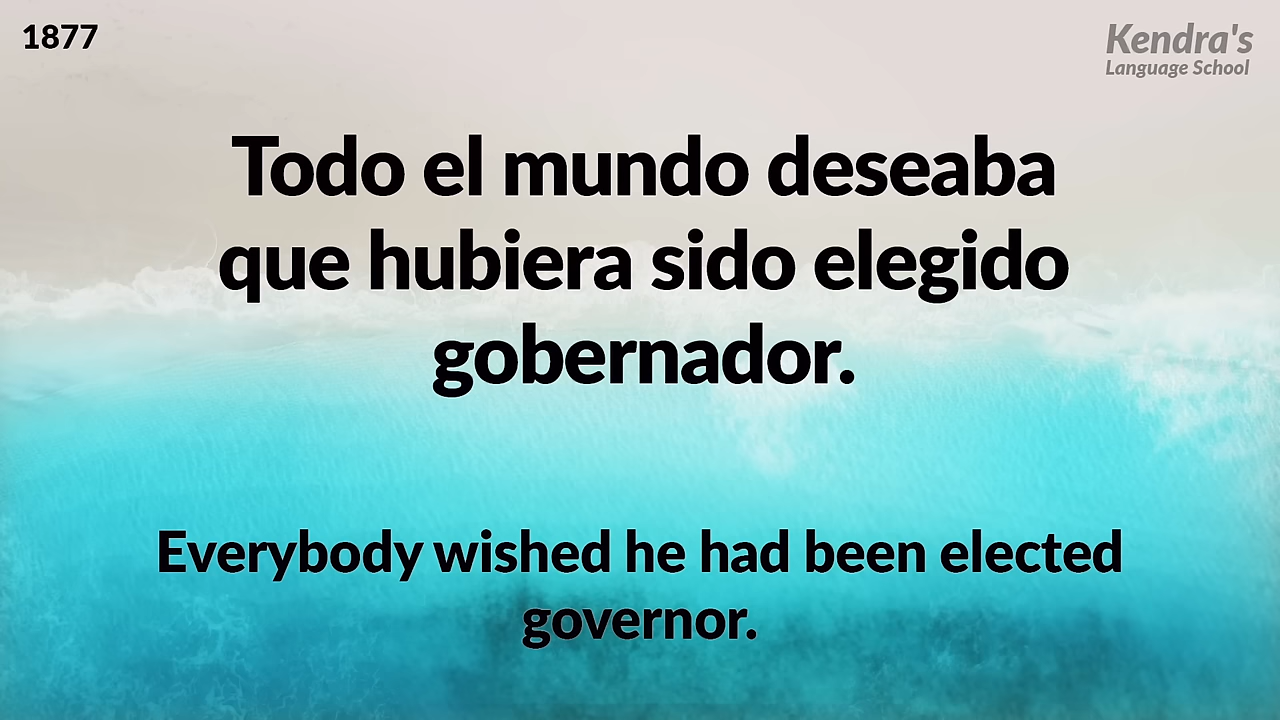 1877
Kendra's
Language School
Todo el mundo deseaba
que hubiera sido elegido
gobernador.
Everybody wished he had been elected
governor.